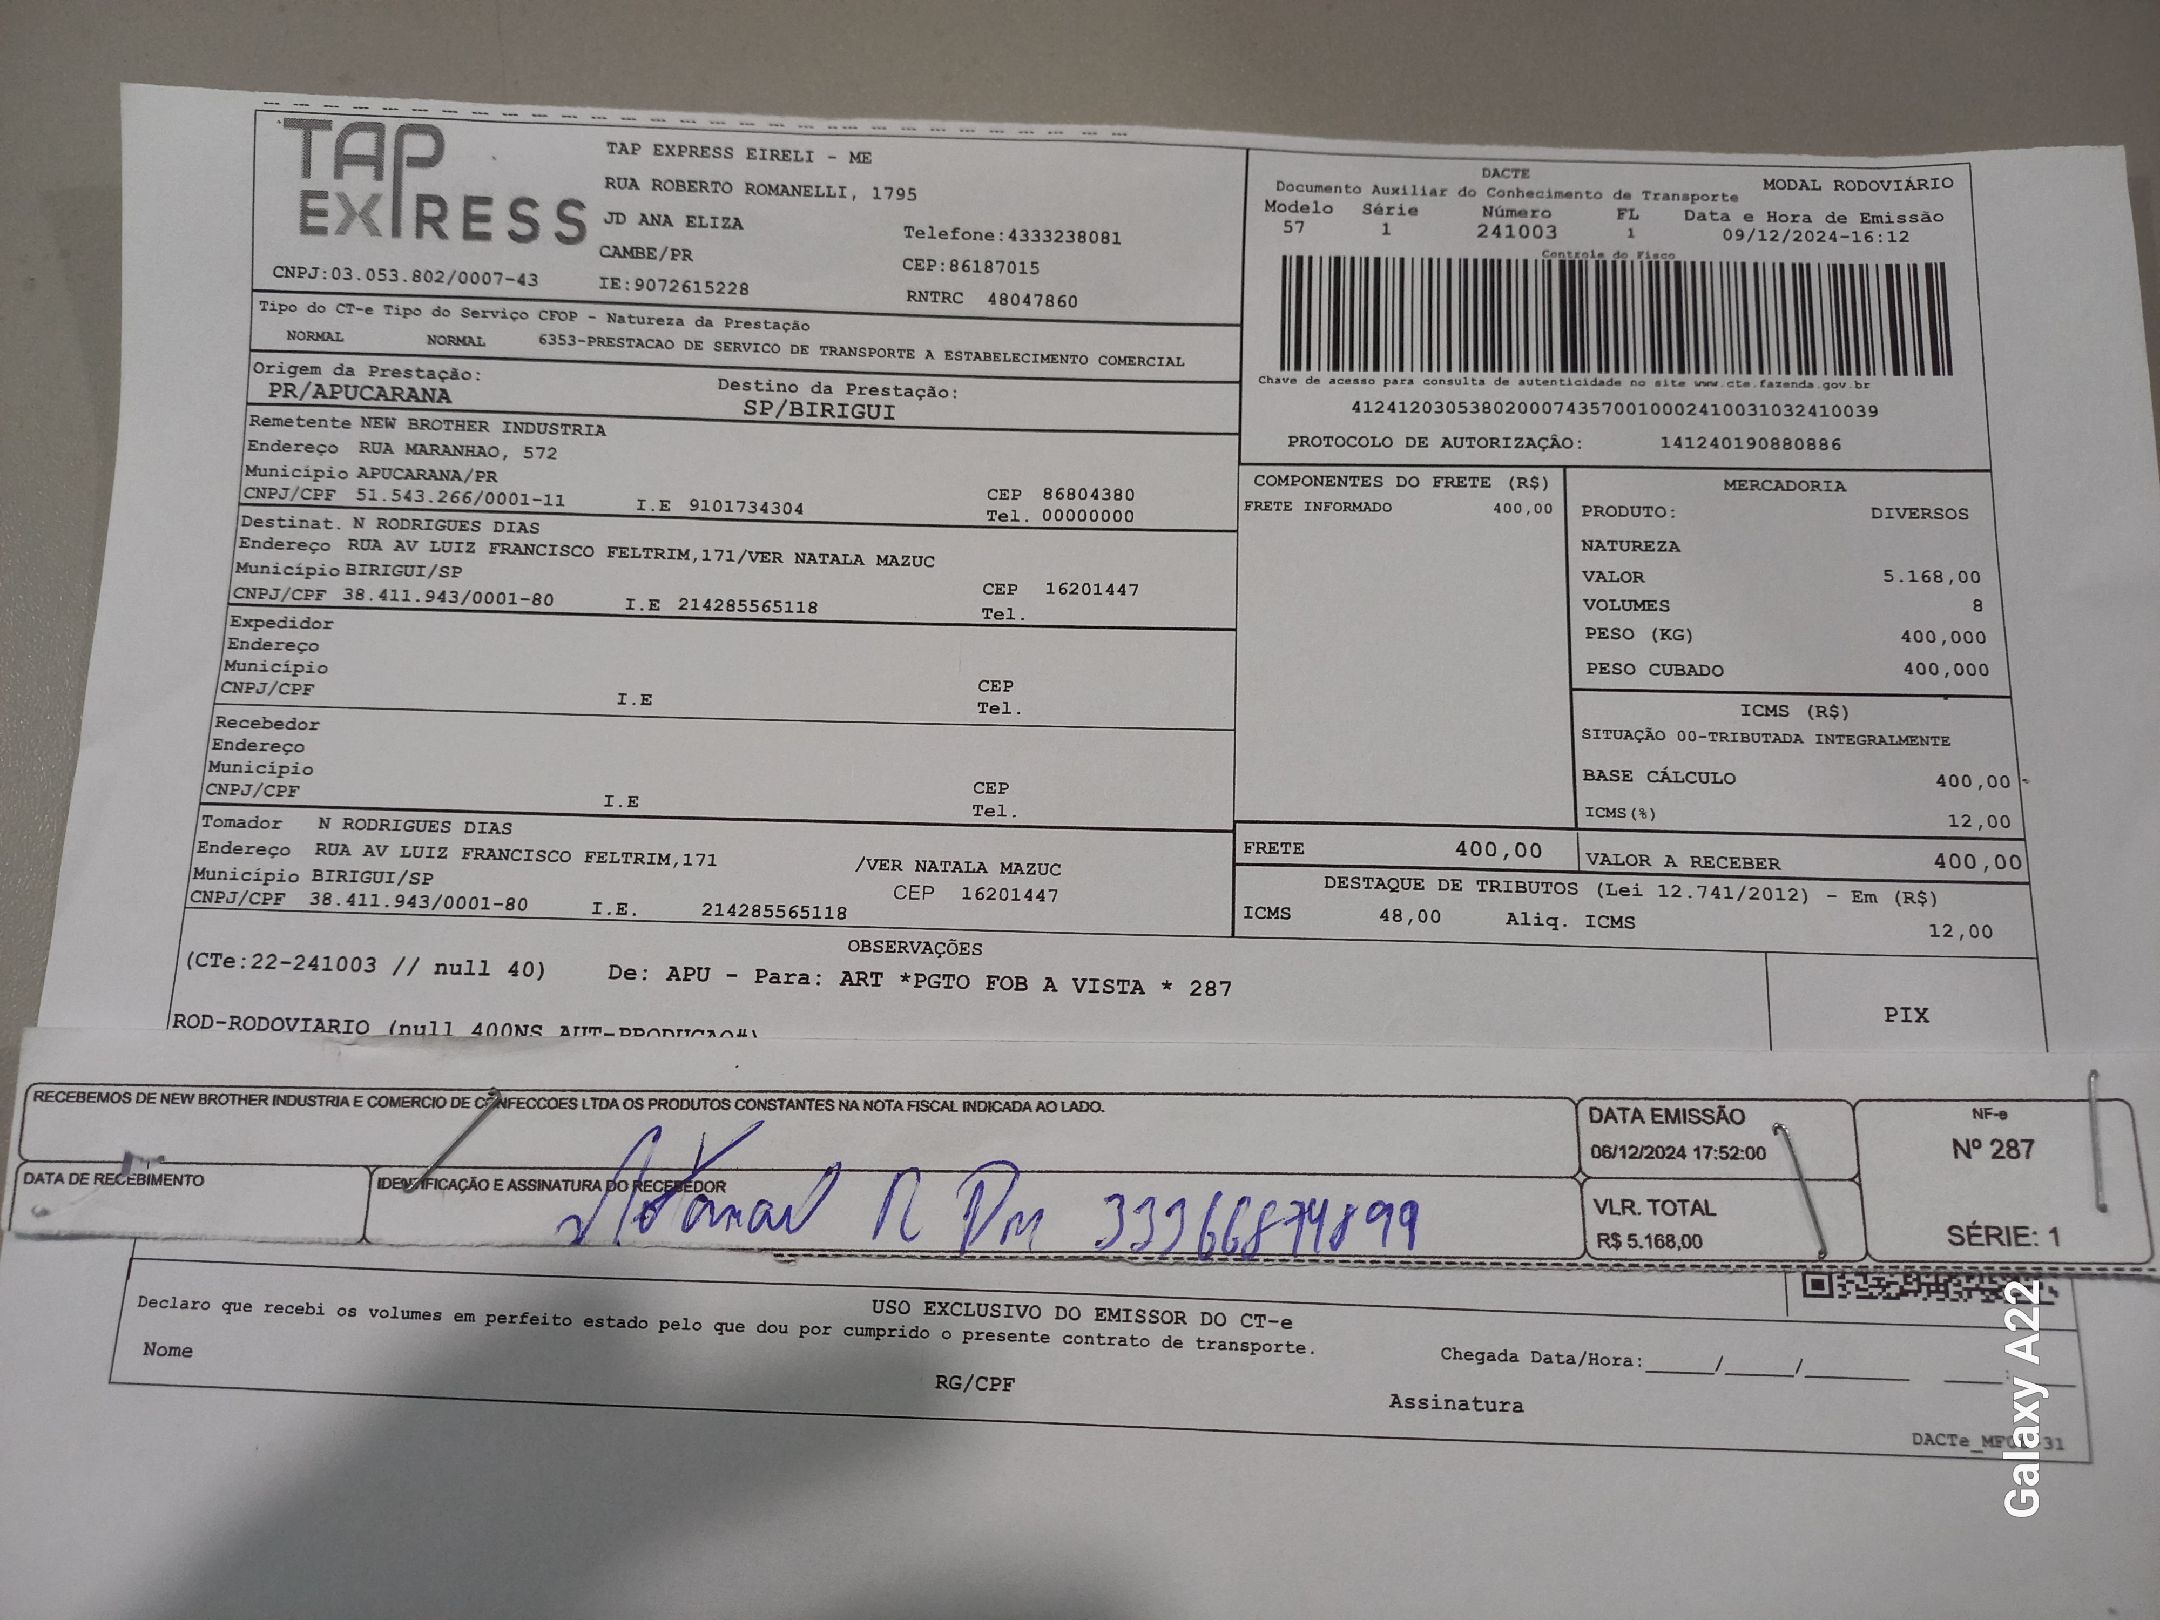 TAP EXPRESS
TAP EXPRESS EIRELI - ME
RUA ROBERTO ROMANELLI, 1795
JD ANA ELIZA
Telefone:4333238081
CAMBE/PR
CEP:86187015
CNPJ:03.053.802/0007-43
IE:9072615228
RNTRC 48047860
DACTE
Documento Auxiliar do Conhecimento de Transporte
MODAL RODOVIÁRIO
Modelo Série Número FL Data e Hora de Emissão
57 1 241003 1 09/12/2024-16:12
Controle do Fisco
Chave de acesso para consulta de autenticidade no site www.cte.fazenda.gov.br
41241203053802000743570010002410031032410039
PROTOCOLO DE AUTORIZAÇÂO: 141240190880886
Tipo do CT-e Tipo do Serviço CFOP - Natureza da Prestação
NORMAL NORMAL 6353-PRESTACAO DE SERVICO DE TRANSPORTE A ESTABELECIMENTO COMERCIAL
Origem da Prestação: Destino da Prestação:
PR/APUCARANA SP/BIRIGUI
Remetente NEW BROTHER INDUSTRIA
Endereço RUA MARANHAO, 572
Município APUCARANA/PR
CEP 86804380
CNPJ/CPF 51.543.266/0001-11 I.E 9101734304 Tel. 00000000
Destinat. N RODRIGUES DIAS
Endereço RUA AV LUIZ FRANCISCO FELTRIM,171/VER NATALA MAZUC
Município BIRIGUI/SP CEP 16201447
CNPJ/CPF 38.411.943/0001-80 I.E 214285565118 Tel.
Expedidor
Endereço
Município CEP
CNPJ/CPF I.E Tel.
Recebedor
Endereço
Município CEP
CNPJ/CPF I.E Tel.
Tomador N RODRIGUES DIAS
Endereço RUA AV LUIZ FRANCISCO FELTRIM,171 /VER NATALA MAZUC
Município BIRIGUI/SP CEP 16201447
CNPJ/CPF 38.411.943/0001-80 I.E. 214285565118
COMPONENTES DO FRETE (R$)
FRETE INFORMADO 400,00
MERCADORIA
PRODUTO: DIVERSOS
NATUREZA
VALOR 5.168,00
VOLUMES 8
PESO (KG) 400,000
PESO CUBADO 400,000
ICMS (R$)
SITUAÇÃO 00-TRIBUTADA INTEGRALMENTE
BASE CÁLCULO 400,00
ICMS(%) 12,00
FRETE 400,00 VALOR A RECEBER 400,00
DESTAQUE DE TRIBUTOS (Lei 12.741/2012) - Em (R$)
ICMS 48,00 Aliq. ICMS 12,00
OBSERVAÇÕES
(CTe:22-241003 // null 40) De: APU - Para: ART *PGTO FOB A VISTA * 287
PIX
ROD-RODOVIARIO (null 400NS AUT-PRODUCAO#)
RECEBEMOS DE NEW BROTHER INDUSTRIA E COMERCIO DE CONFECCOES LTDA OS PRODUTOS CONSTANTES NA NOTA FISCAL INDICADA AO LADO.
DATA DE RECEBIMENTO
IDENTIFICAÇÃO E ASSINATURA DO RECEBEDOR
33366874899
DATA EMISSÃO
06/12/2024 17:52:00
VLR. TOTAL
R$ 5.168,00
NF-e
Nº 287
SÉRIE: 1
USO EXCLUSIVO DO EMISSOR DO CT-e
Declaro que recebi os volumes em perfeito estado pelo que dou por cumprido o presente contrato de transporte.
Nome
RG/CPF
Chegada Data/Hora:_____/_____/________ ____:____
Assinatura
Galaxy A22